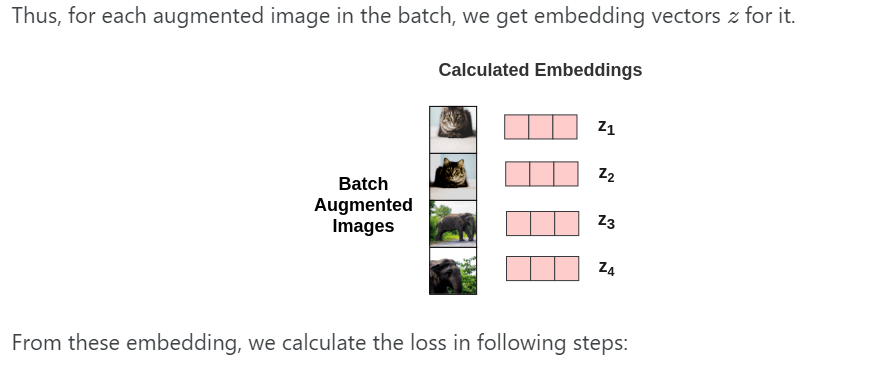 Thus, for each augmented image in the batch, we get embedding vectors z for it.
Calculated Embeddings
z1
z2
Batch
Augmented
Images
z3
z4
From these embedding, we calculate the loss in following steps: